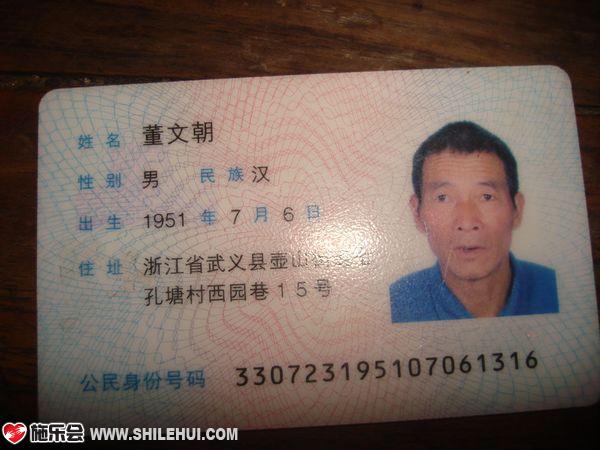 姓名 董文朝
性别 男 民族 汉
出生 1951 年 7 月 6 日
住址 浙江省武义县壶山
孔塘村西园巷15号
公民身份号码 330723195107061316
施乐会 WWW.SHILEHUI.COM